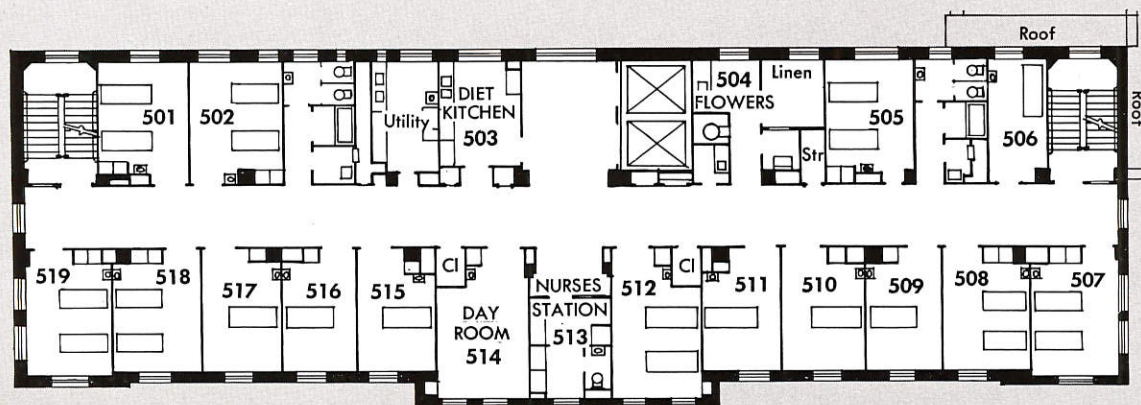 Roof
501
502
Utility
DIET
KITCHEN
503
504
FLOWERS
Linen
Str
505
506
Roof
519
518
517
516
515
Cl
DAY
ROOM
514
NURSES
STATION
513
512
Cl
511
510
509
508
507